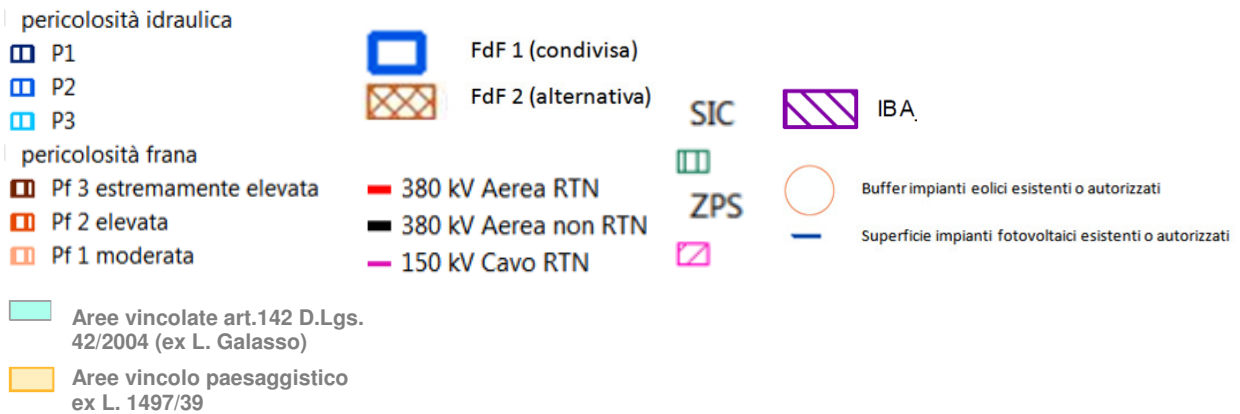 pericolosità idraulica
P1
P2
P3
pericolosità frana
Pf 3 estremamente elevata
Pf 2 elevata
Pf 1 moderata
Aree vincolate art.142 D.Lgs.
42/2004 (ex L. Galasso)
Aree vincolo paesaggistico
ex L. 1497/39
FdF 1 (condivisa)
FdF 2 (alternativa)
380 kV Aerea RTN
380 kV Aerea non RTN
150 kV Cavo RTN
SIC
ZPS
IBA
Buffer impianti eolici esistenti o autorizzati
Superficie impianti fotovoltaici esistenti o autorizzati